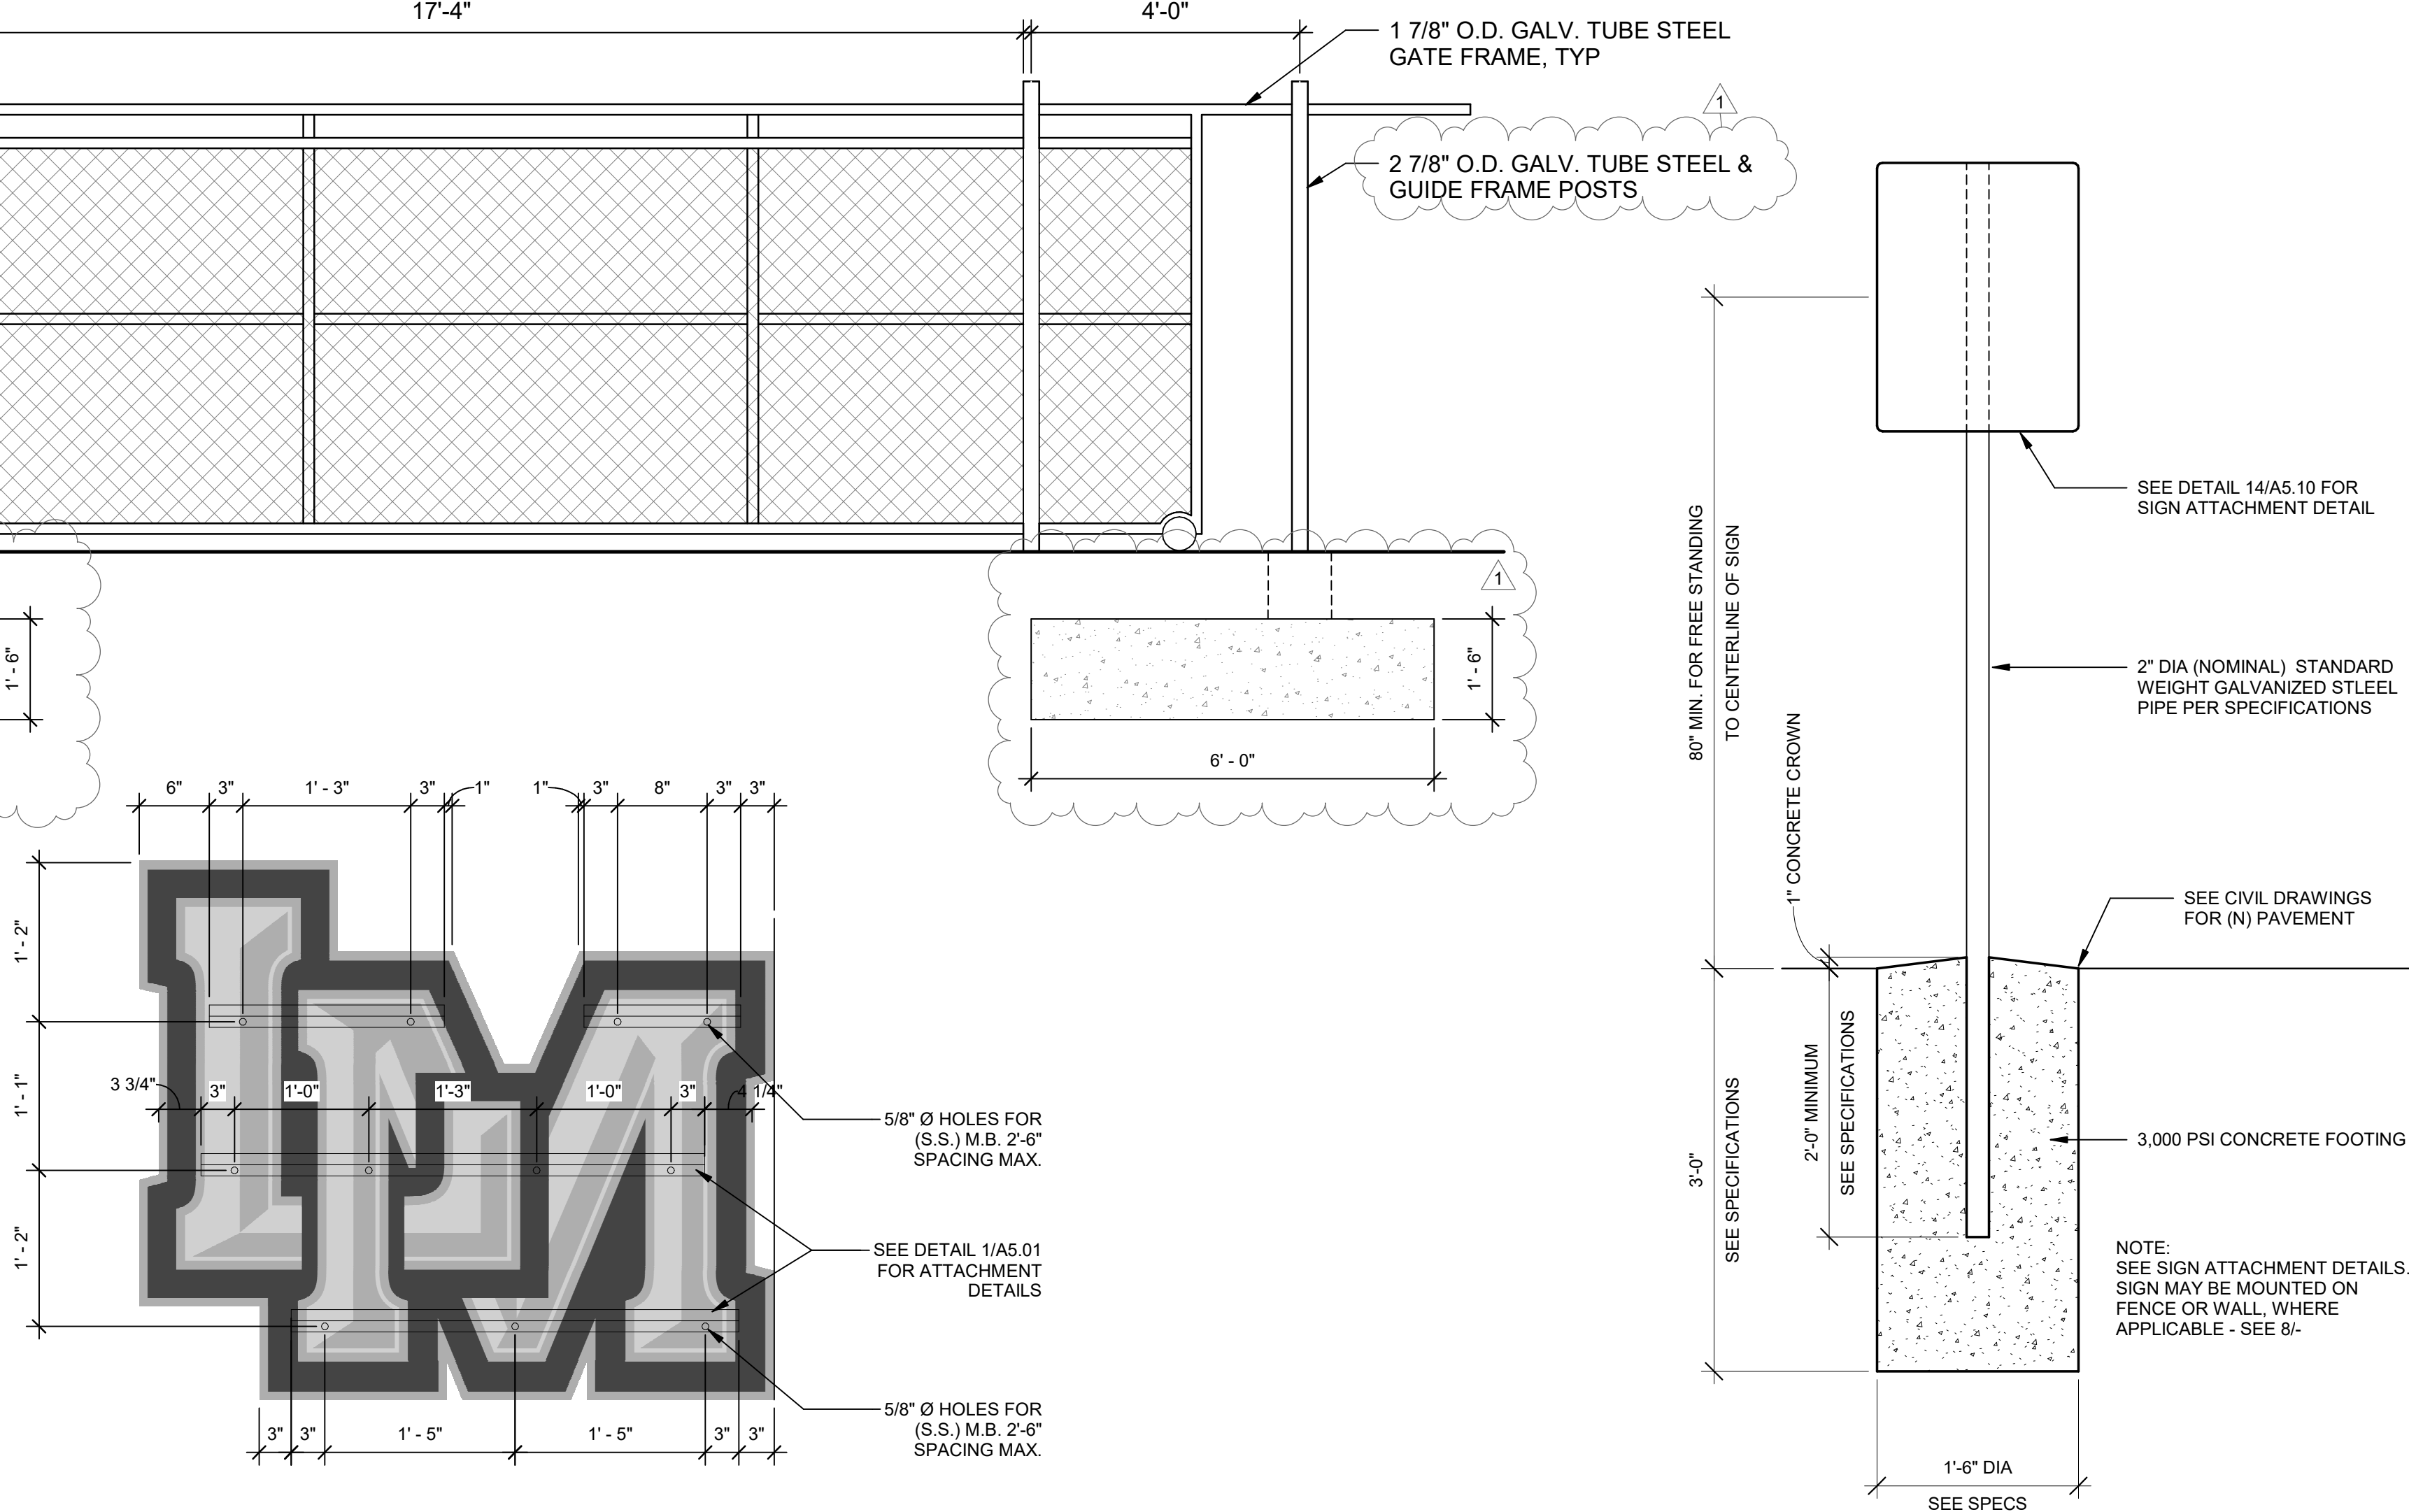 17'-4"
4'-0"
1 7/8" O.D. GALV. TUBE STEEL
GATE FRAME, TYP
1
2 7/8" O.D. GALV. TUBE STEEL &
GUIDE FRAME POSTS
1
1' - 6"
1' - 6"
6' - 0"
6"
3"
1' - 3"
3"
1"
1"
3"
8"
3"
3"
1' - 2"
1' - 1"
1' - 2"
3 3/4"
3"
1'-0"
1'-3"
1'-0"
3"
4 1/4"
LM
5/8" Ø HOLES FOR
(S.S.) M.B. 2'-6"
SPACING MAX.
SEE DETAIL 1/A5.01
FOR ATTACHMENT
DETAILS
5/8" Ø HOLES FOR
(S.S.) M.B. 2'-6"
SPACING MAX.
3"
3"
1' - 5"
1' - 5"
3"
3"
80" MIN. FOR FREE STANDING
TO CENTERLINE OF SIGN
SEE DETAIL 14/A5.10 FOR
SIGN ATTACHMENT DETAIL
2" DIA (NOMINAL) STANDARD
WEIGHT GALVANIZED STLEEL
PIPE PER SPECIFICATIONS
1" CONCRETE CROWN
SEE CIVIL DRAWINGS
FOR (N) PAVEMENT
3'-0"
SEE SPECIFICATIONS
2'-0" MINIMUM
SEE SPECIFICATIONS
3,000 PSI CONCRETE FOOTING
NOTE:
SEE SIGN ATTACHMENT DETAILS.
SIGN MAY BE MOUNTED ON
FENCE OR WALL, WHERE
APPLICABLE - SEE 8/-
1'-6" DIA
SEE SPECS